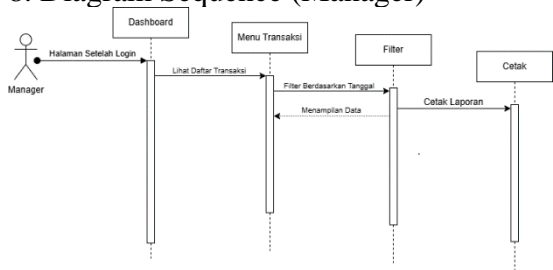 6. Diagram Sequence (Manager)
Dashboard
Menu Transaksi
Filter
Cetak
Halaman Setelah Login
Manager
Lihat Daftar Transaksi
Filter Berdasarkan Tanggal
Cetak Laporan
Menampilan Data